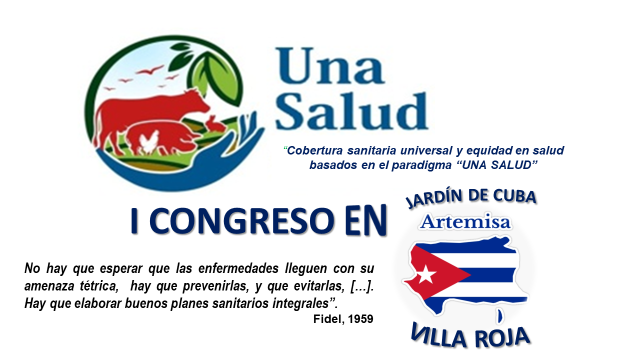 Una
Salud
“Cobertura sanitaria universal y equidad en salud
basados en el paradigma “UNA SALUD”
I CONGRESO EN
JARDÍN DE CUBA
Artemisa
VILLA ROJA
No hay que esperar que las enfermedades lleguen con su
amenaza tétrica, hay que prevenirlas, y que evitarlas, [...].
Hay que elaborar buenos planes sanitarios integrales”.
Fidel, 1959